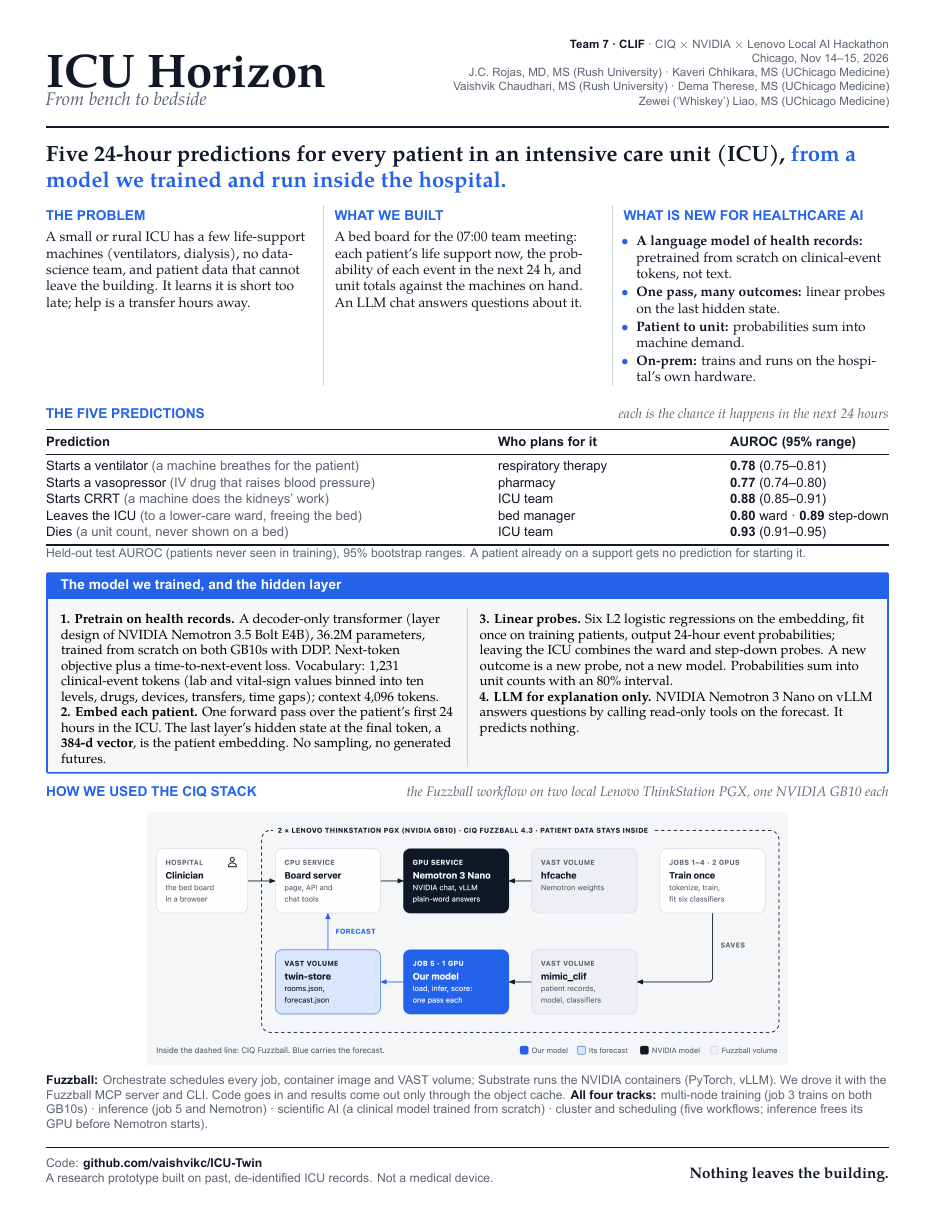 ICU Horizon
From bench to bedside
Team 7 · CLIF · CIQ × NVIDIA × Lenovo Local AI Hackathon
Chicago, Nov 14–15, 2026
J.C. Rojas, MD, MS (Rush University) · Kaveri Chhikara, MS (UChicago Medicine)
Vaishvik Chaudhari, MS (Rush University) · Dema Therese, MS (UChicago Medicine)
Zewei (‘Whiskey’) Liao, MS (UChicago Medicine)
Five 24-hour predictions for every patient in an intensive care unit (ICU), from a
model we trained and run inside the hospital.
THE PROBLEM
A small or rural ICU has a few life-support
machines (ventilators, dialysis), no data-
science team, and patient data that cannot
leave the building. It learns it is short too
late; help is a transfer hours away.
WHAT WE BUILT
A bed board for the 07:00 team meeting:
each patient’s life support now, the prob-
ability of each event in the next 24 h, and
unit totals against the machines on hand.
An LLM chat answers questions about it.
WHAT IS NEW FOR HEALTHCARE AI
• A language model of health records:
pretrained from scratch on clinical-event
tokens, not text.
• One pass, many outcomes: linear probes
on the last hidden state.
• Patient to unit: probabilities sum into
machine demand.
• On-prem: trains and runs on the hospi-
tal’s own hardware.
THE FIVE PREDICTIONS
each is the chance it happens in the next 24 hours
Prediction Who plans for it AUROC (95% range)
Starts a ventilator (a machine breathes for the patient) respiratory therapy 0.78 (0.75–0.81)
Starts a vasopressor (IV drug that raises blood pressure) pharmacy 0.77 (0.74–0.80)
Starts CRRT (a machine does the kidneys’ work) ICU team 0.88 (0.85–0.91)
Leaves the ICU (to a lower-care ward, freeing the bed) bed manager 0.80 ward · 0.89 step-down
Dies (a unit count, never shown on a bed) ICU team 0.93 (0.91–0.95)
Held-out test AUROC (patients never seen in training), 95% bootstrap ranges. A patient already on a support gets no prediction for starting it.
The model we trained, and the hidden layer
1. Pretrain on health records. A decoder-only transformer (layer
design of NVIDIA Nemotron 3.5 Bolt E4B), 36.2M parameters,
trained from scratch on both GB10s with DDP. Next-token
objective plus a time-to-next-event loss. Vocabulary: 1,231
clinical-event tokens (lab and vital-sign values binned into ten
levels, drugs, devices, transfers, time gaps); context 4,096 tokens.
2. Embed each patient. One forward pass over the patient’s first 24
hours in the ICU. The last layer’s hidden state at the final token, a
384-d vector, is the patient embedding. No sampling, no generated
futures.
3. Linear probes. Six L2 logistic regressions on the embedding, fit
once on training patients, output 24-hour event probabilities;
leaving the ICU combines the ward and step-down probes. A new
outcome is a new probe, not a new model. Probabilities sum into
unit counts with an 80% interval.
4. LLM for explanation only. NVIDIA Nemotron 3 Nano on vLLM
answers questions by calling read-only tools on the forecast. It
predicts nothing.
HOW WE USED THE CIQ STACK
the Fuzzball workflow on two local Lenovo ThinkStation PGX, one NVIDIA GB10 each
2 × LENOVO THINKSTATION PGX (NVIDIA GB10) · CIQ FUZZBALL 4.3 · PATIENT DATA STAYS INSIDE
HOSPITAL
Clinician
the bed board
in a browser
CPU SERVICE
Board server
page, API and
chat tools
GPU SERVICE
Nemotron 3 Nano
NVIDIA chat, vLLM
plain-word answers
VAST VOLUME
hfcache
Nemotron weights
JOBS 1–4 · 2 GPUS
Train once
tokenize, train,
fit six classifiers
FORECAST
SAVES
VAST VOLUME
twin-store
rooms.json,
forecast.json
JOB 5 · 1 GPU
Our model
load, infer, score:
one pass each
VAST VOLUME
mimic_clif
patient records,
model, classifiers
Inside the dashed line: CIQ Fuzzball. Blue carries the forecast.
Our model Its forecast NVIDIA model Fuzzball volume
Fuzzball: Orchestrate schedules every job, container image and VAST volume; Substrate runs the NVIDIA containers (PyTorch, vLLM). We drove it with the
Fuzzball MCP server and CLI. Code goes in and results come out only through the object cache. All four tracks: multi-node training (job 3 trains on both
GB10s) · inference (job 5 and Nemotron) · scientific AI (a clinical model trained from scratch) · cluster and scheduling (five workflows; inference frees its
GPU before Nemotron starts).
Code: github.com/vaishvikc/ICU-Twin
A research prototype built on past, de-identified ICU records. Not a medical device.
Nothing leaves the building.